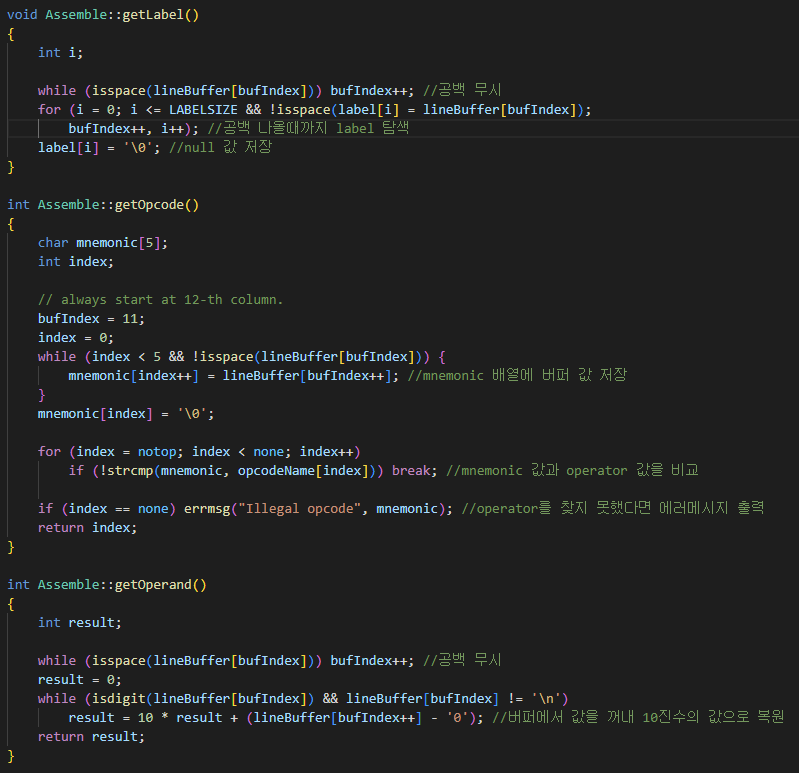 void Assemble::getLabel()
{
    int i;

    while (isspace(lineBuffer[bufIndex])) bufIndex++; //공백 무시
    for (i = 0; i <= LABELSIZE && !isspace(label[i] = lineBuffer[bufIndex]);
        bufIndex++, i++); //공백 나올때까지 label 탐색
    label[i] = '\0'; //null 값 저장
}

int Assemble::getOpcode()
{
    char mnemonic[5];
    int index;

    // always start at 12-th column.
    bufIndex = 11;
    index = 0;
    while (index < 5 && !isspace(lineBuffer[bufIndex])) {
        mnemonic[index++] = lineBuffer[bufIndex++]; //mnemonic 배열에 버퍼 값 저장
    }
    mnemonic[index] = '\0';

    for (index = notop; index < none; index++)
        if (!strcmp(mnemonic, opcodeName[index])) break; //mnemonic 값과 operator 값을 비교

    if (index == none) errmsg("Illegal opcode", mnemonic); //operator를 찾지 못했다면 에러메시지 출력
    return index;
}

int Assemble::getOperand()
{
    int result;

    while (isspace(lineBuffer[bufIndex])) bufIndex++; //공백 무시
    result = 0;
    while (isdigit(lineBuffer[bufIndex]) && lineBuffer[bufIndex] != '\n')
        result = 10 * result + (lineBuffer[bufIndex++] - '0'); //버퍼에서 값을 꺼내 10진수의 값으로 복원
    return result;
}